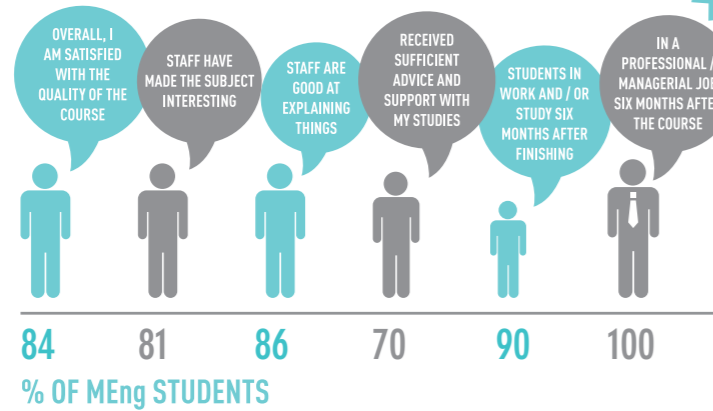 OVERALL, I
AM SATISFIED
WITH THE
QUALITY OF THE
COURSE
STAFF HAVE
MADE THE SUBJECT
INTERESTING
STAFF ARE
GOOD AT
EXPLAINING
THINGS
RECEIVED
SUFFICIENT
ADVICE AND
SUPPORT WITH
MY STUDIES
STUDENTS IN
WORK AND / OR
STUDY SIX
MONTHS AFTER
FINISHING
IN A
PROFESSIONAL /
MANAGERIAL JOB
SIX MONTHS AFTER
THE COURSE
84
81
86
70
90
100
% OF MEng STUDENTS